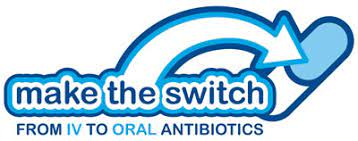 make the switch
FROM IV TO ORAL ANTIBIOTICS